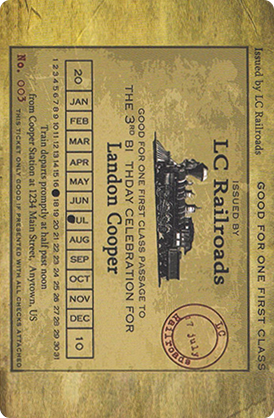 Issued by LC Railroads GOOD FOR ONE FIRST CLASS
ISSUED BY
LC Railroads
LC
17 july
Railroads
GOOD FOR ONE FIRST CLASS PASSAGE TO
THE 3RD BI THDAY CELEBRATION FOR
Landon Cooper
20 JAN FEB MAR APR MAY JUN JUL AUG SEP OCT NOV DEC 10
1 2 3 4 5 6 7 8 9 10 11 12 13 14 15 16 18 19 20 21 22 23 24 25 26 27 28 29 30 31
Train departs promptly at half past noon
from Cooper Station at 1234 Main Street, Anytown, US
No. 003 THIS TICKET ONLY GOOD IF PRESENTED WITH ALL CHECKS ATTACHED